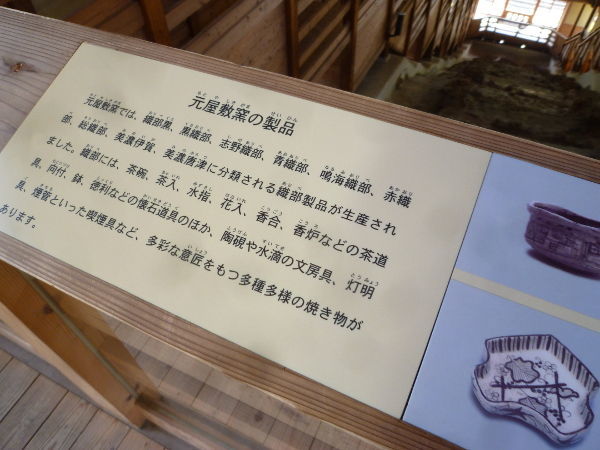 元屋敷窯の製品
元屋敷窯では、織部黒、黒織部、志野織部、青織部、鳴海織部、赤織
部、総織部、美濃伊賀、美濃唐津に分類される織部製品が生産され
ました。織部には、茶碗、茶入、水指、花入、香合、香炉などの茶道
具、向付、鉢、徳利などの懐石道具のほか、陶硯や水滴の文房具、灯明
具、煙管といった喫煙具など、多彩な意匠をもつ多種多様の焼き物が
あります。